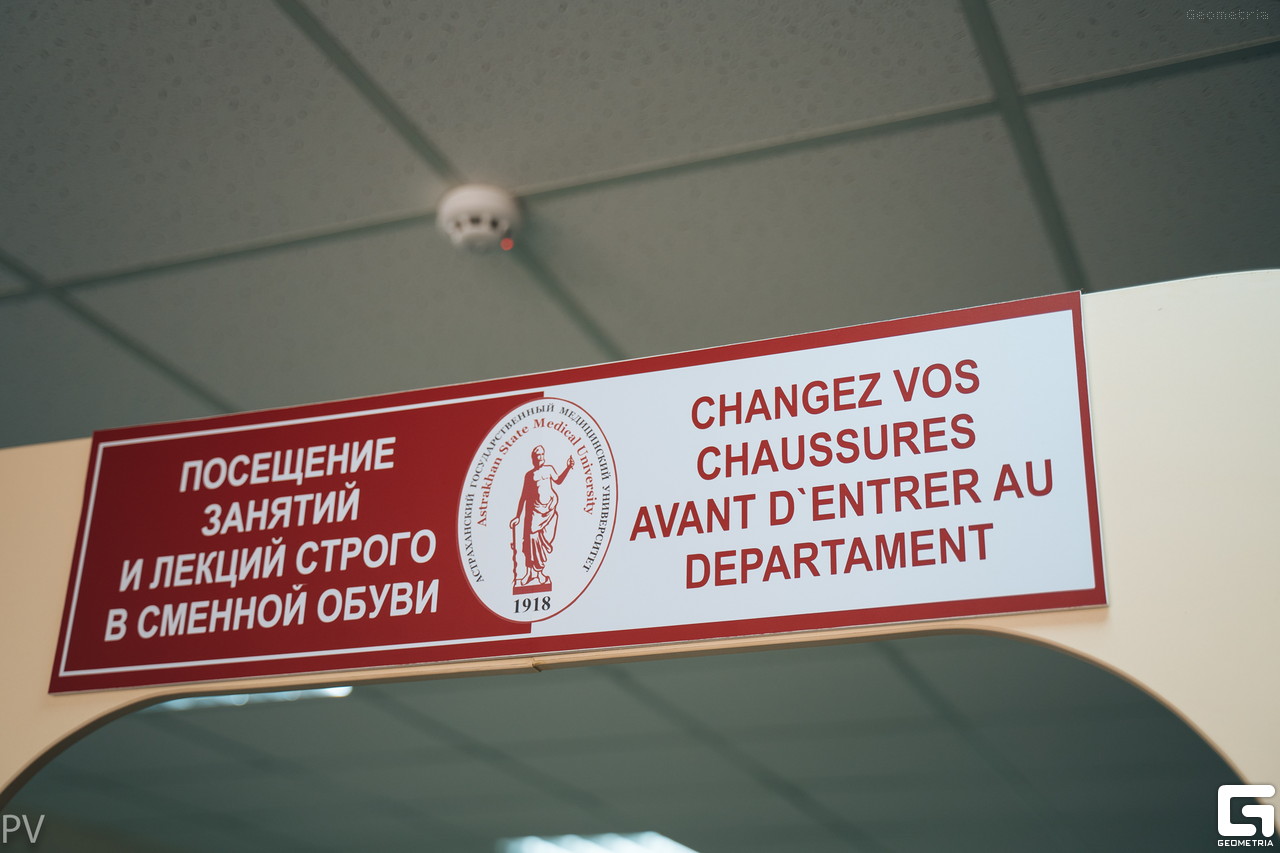 Geometria
ПОСЕЩЕНИЕ
ЗАНЯТИЙ
И ЛЕКЦИЙ СТРОГО
В СМЕННОЙ ОБУВИ
АСТРАХАНСКИЙ ГОСУДАРСТВЕННЫЙ МЕДИЦИНСКИЙ УНИВЕРСИТЕТ
Astrakhan State Medical University
1918
CHANGEZ VOS
CHAUSSURES
AVANT D`ENTRER AU
DEPARTAMENT
PV
GEOMETRIA